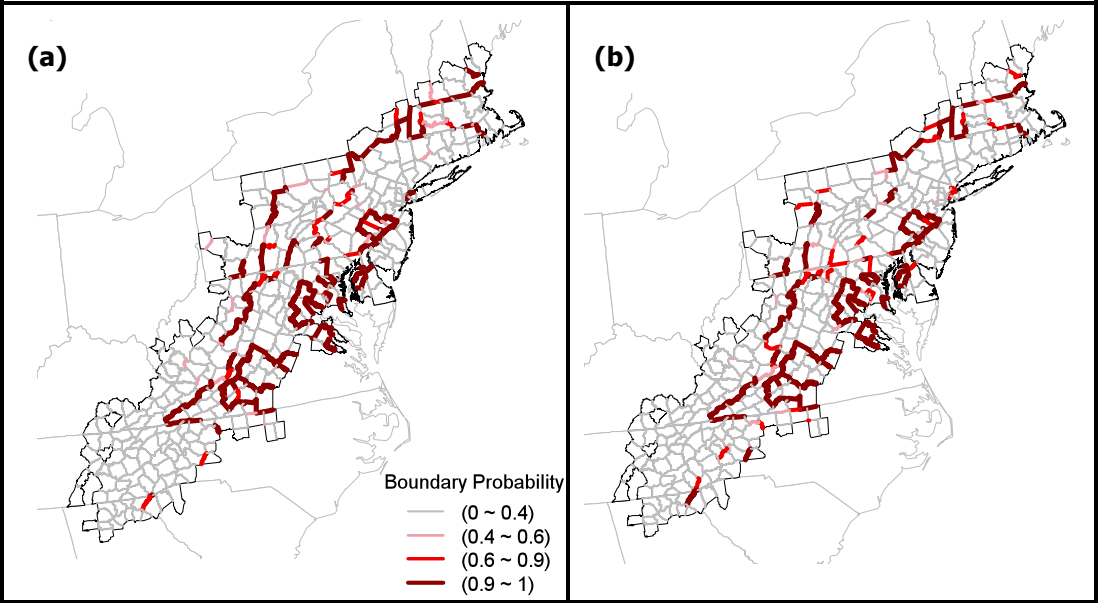 (a)
(b)
Boundary Probability
(0 ~ 0.4)
(0.4 ~ 0.6)
(0.6 ~ 0.9)
(0.9 ~ 1)